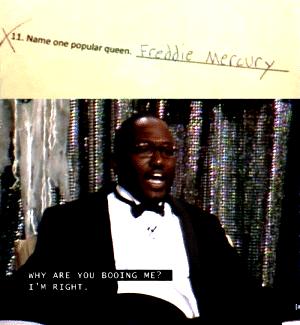 11. Name one popular queen. Freddie Mercury
WHY ARE YOU BOOING ME?
I'M RIGHT.